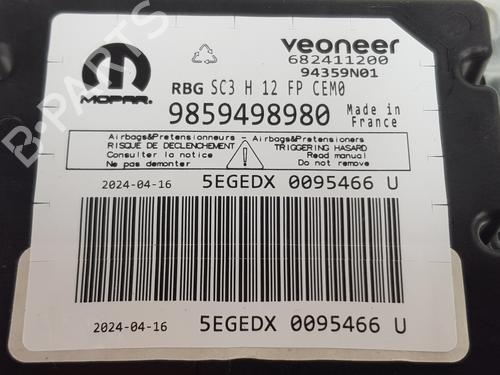 veoneer
682411200
94359N01
MOPAR
RBG SC3 H 12 FP CEM0
9859498980
Made in
France
Airbags&Pretensionneurs - Airbags&Pretensioners
RISQUE DE DECLENCHEMENT
TRIGGERING HASARD
Consulter la notice
Read manual
Ne pas demonter
Do not remove
2024-04-16 5EGEDX 0095466 U
2024-04-16 5EGEDX 0095466 U
B-PARTS